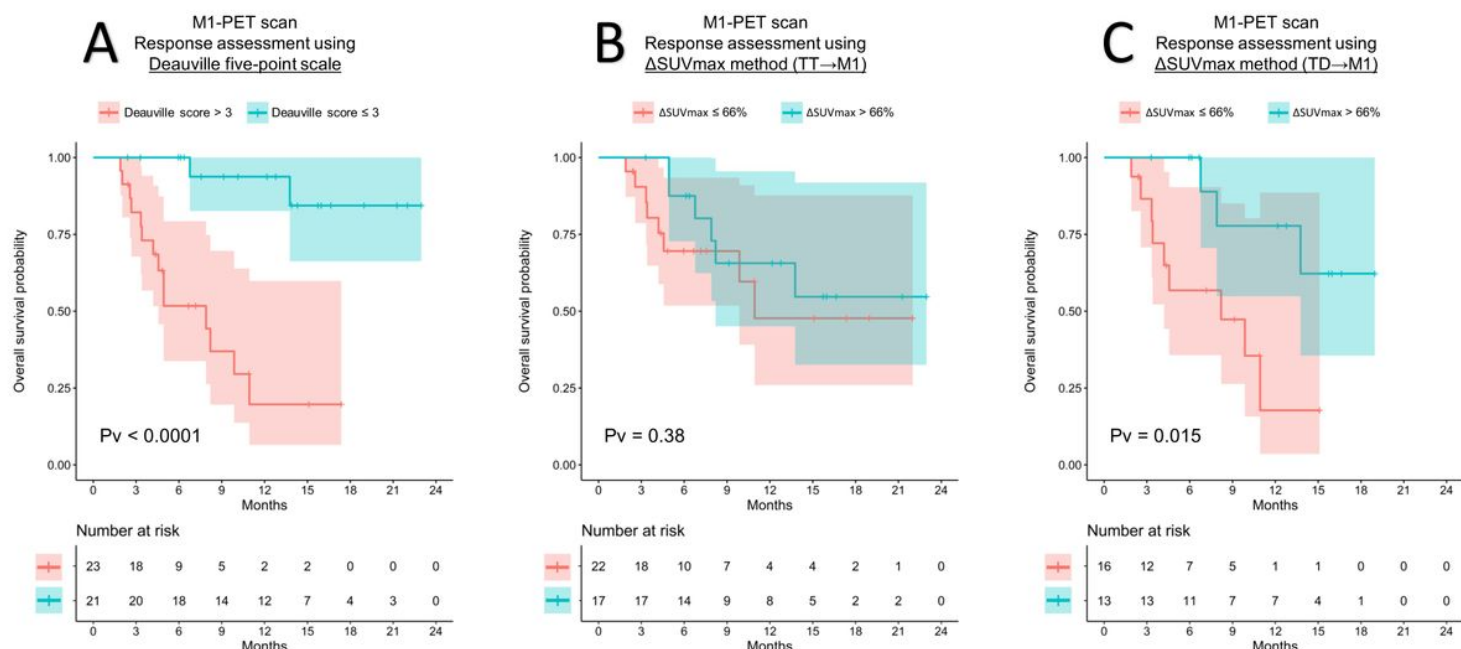 A
M1-PET scan
Response assessment using
Deauville five-point scale
Deauville score > 3
Deauville score ≤ 3
Overall survival probability
1.00
0.75
0.50
0.25
0.00
Pv < 0.0001
0 3 6 9 12 15 18 21 24
Months
Number at risk
23 18 9 5 2 2 0 0 0
21 20 18 14 12 7 4 3 0
0 3 6 9 12 15 18 21 24
Months
B
M1-PET scan
Response assessment using
ΔSUVmax method (TT→M1)
ΔSUVmax ≤ 66%
ΔSUVmax > 66%
Overall survival probability
1.00
0.75
0.50
0.25
0.00
Pv = 0.38
0 3 6 9 12 15 18 21 24
Months
Number at risk
22 18 10 7 4 4 2 1 0
17 17 14 9 8 5 2 2 0
0 3 6 9 12 15 18 21 24
Months
C
M1-PET scan
Response assessment using
ΔSUVmax method (TD→M1)
ΔSUVmax ≤ 66%
ΔSUVmax > 66%
Overall survival probability
1.00
0.75
0.50
0.25
0.00
Pv = 0.015
0 3 6 9 12 15 18 21 24
Months
Number at risk
16 12 7 5 1 1 0 0 0
13 13 11 7 7 4 1 0 0
0 3 6 9 12 15 18 21 24
Months